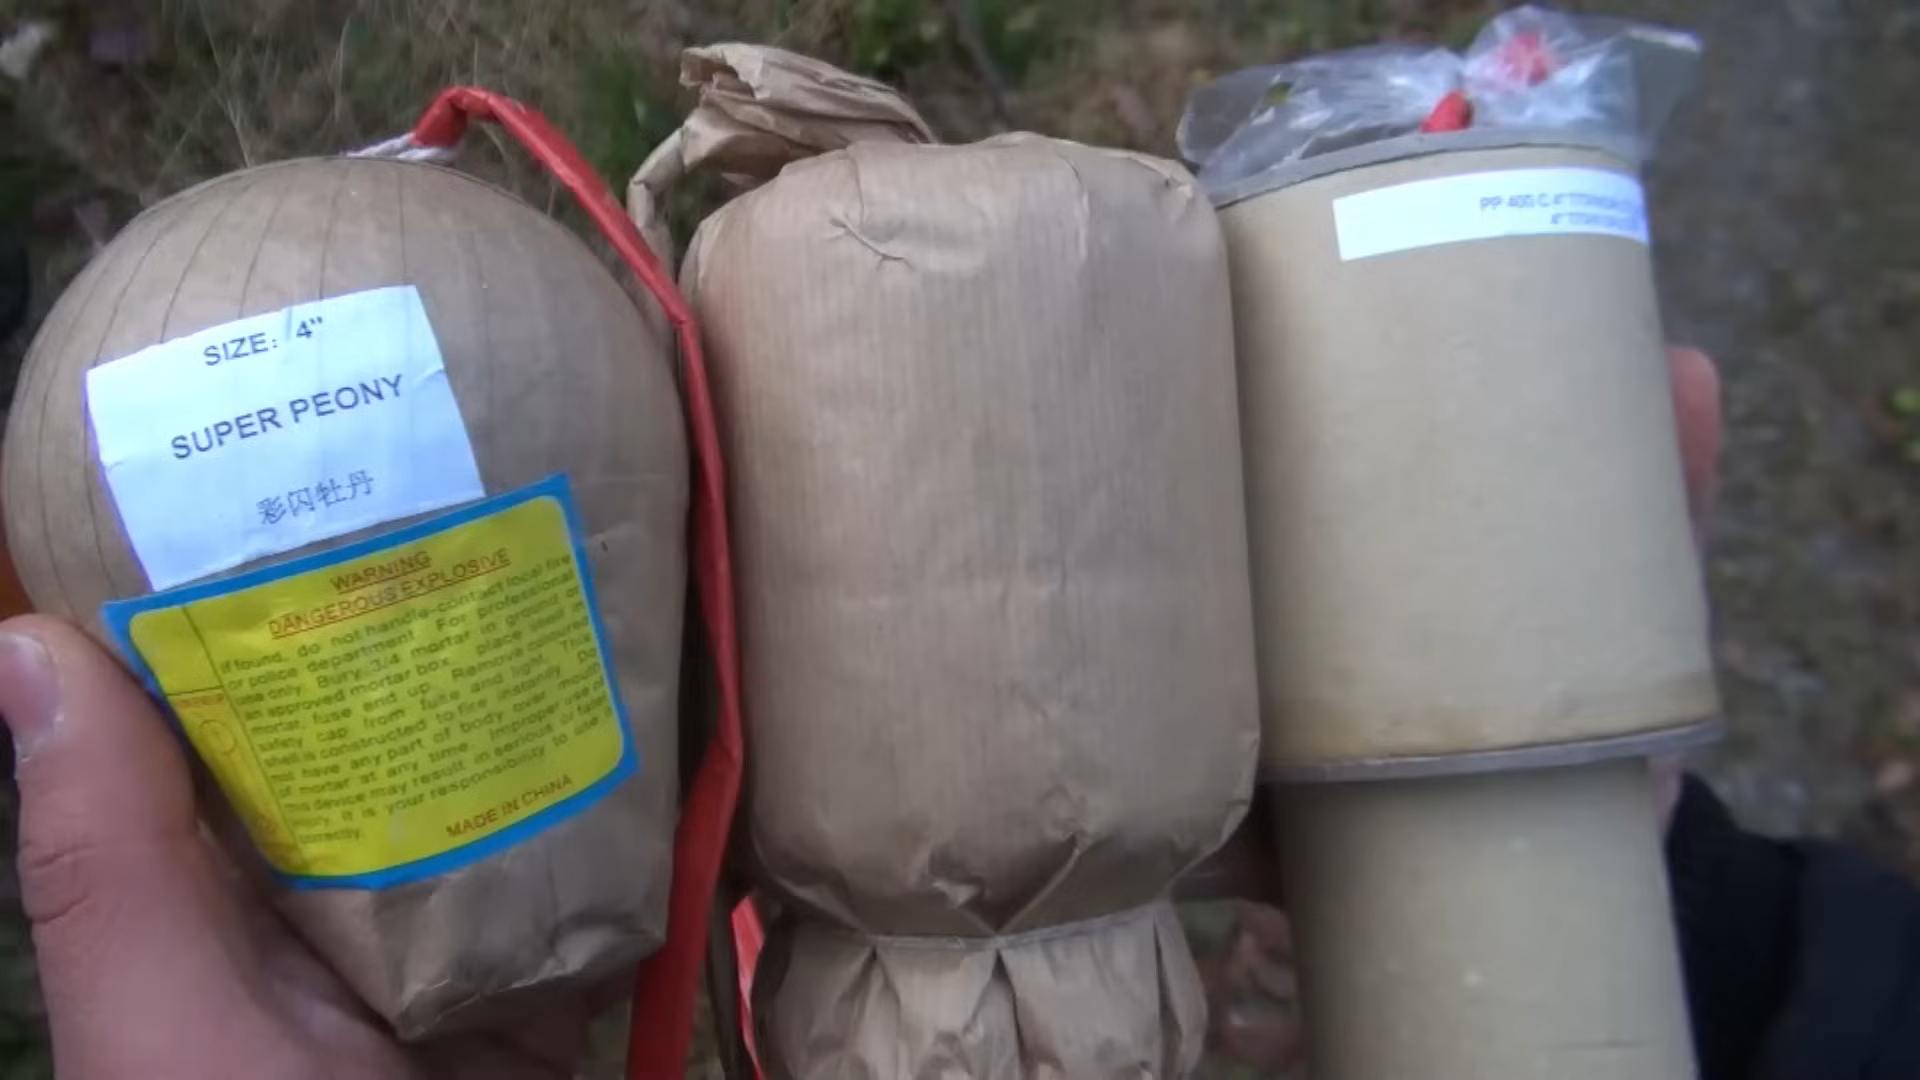 SIZE: 4"
SUPER PEONY
彩闪牡丹
WARNING
DANGEROUS EXPLOSIVE
If found, do not handle-contact local fire
or police department. For professional
use only. Bury 3/4 mortar in ground or
an approved mortar box, place shell in
mortar, fuse end up. Remove coloured
safety cap from fuse and light. This
shell is constructed to fire instantly. Do
not have any part of body over mouth
of mortar at any time. Improper use of
this device may result in serious or fatal
injury. It is your responsibility to use it
correctly.
MADE IN CHINA
PP 400 C 4"
4"